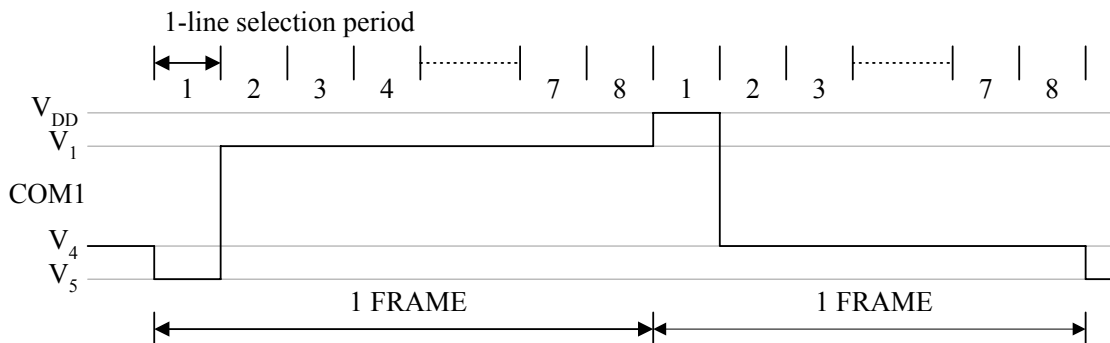 1-line selection period
1 2 3 4 7 8 1 2 3 7 8
V_DD
V_1
COM1
V_4
V_5
1 FRAME 1 FRAME